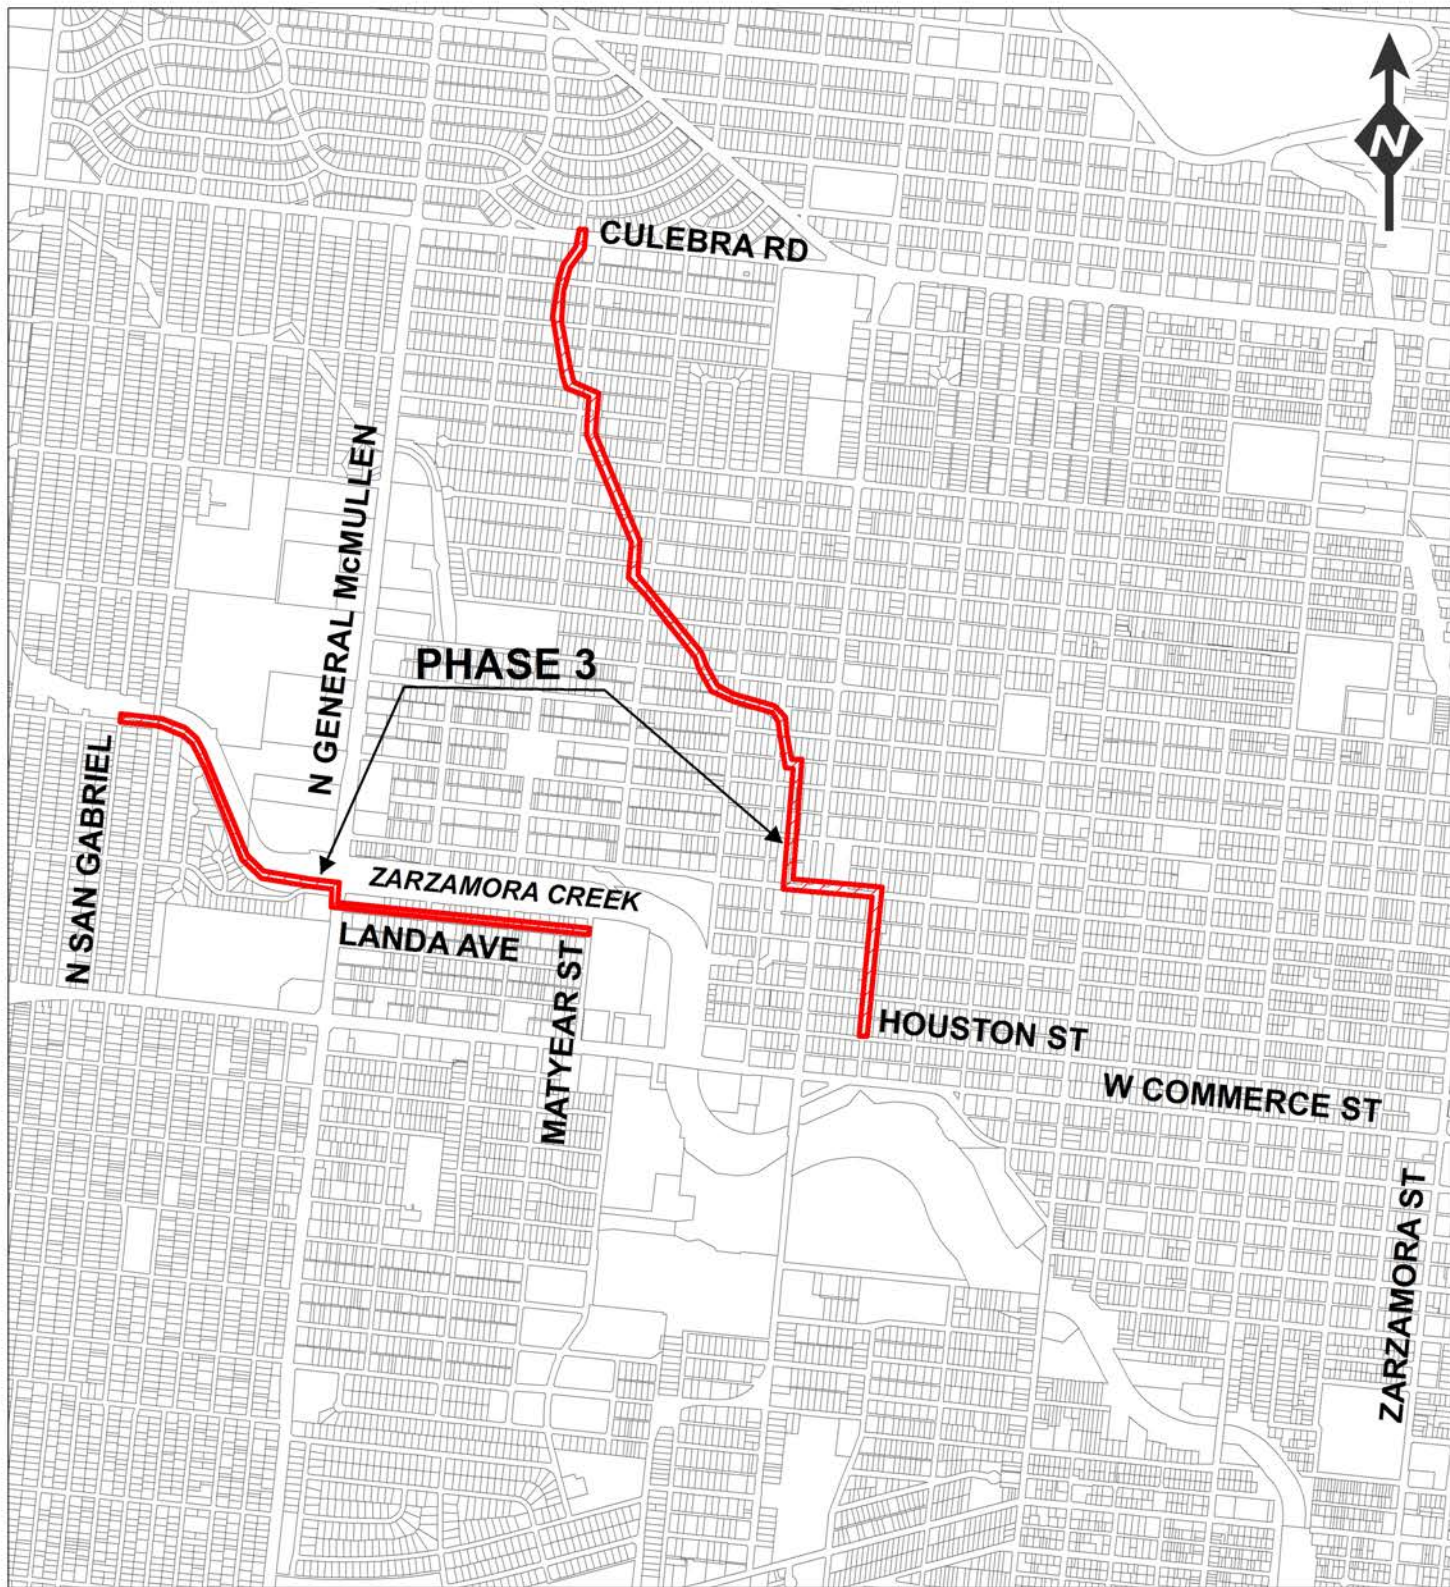 N
CULEBRA RD
N GENERAL McMULLEN
PHASE 3
N SAN GABRIEL
ZARZAMORA CREEK
LANDA AVE
MATYEAR ST
HOUSTON ST
W COMMERCE ST
ZARZAMORA ST